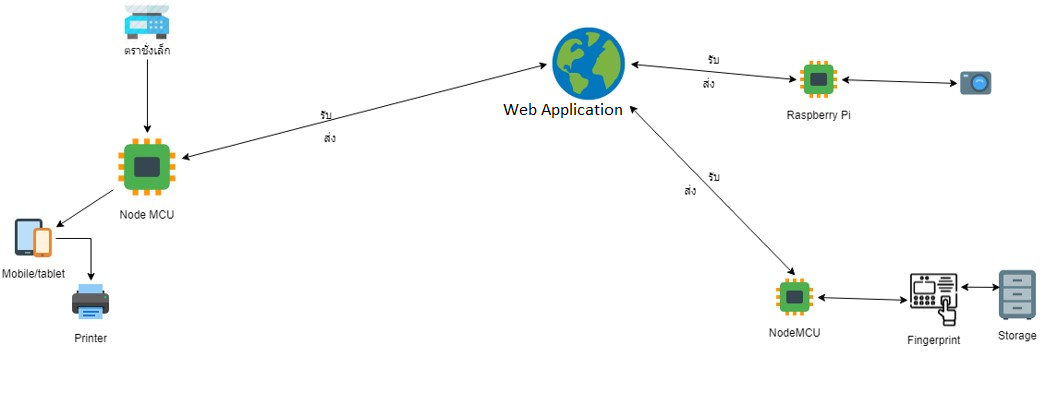 ตราชั่งเล็ก
Node MCU
Mobile/tablet
Printer
รับ
ส่ง
Web Application
รับ
ส่ง
Raspberry Pi
รับ
ส่ง
NodeMCU
Fingerprint
Storage